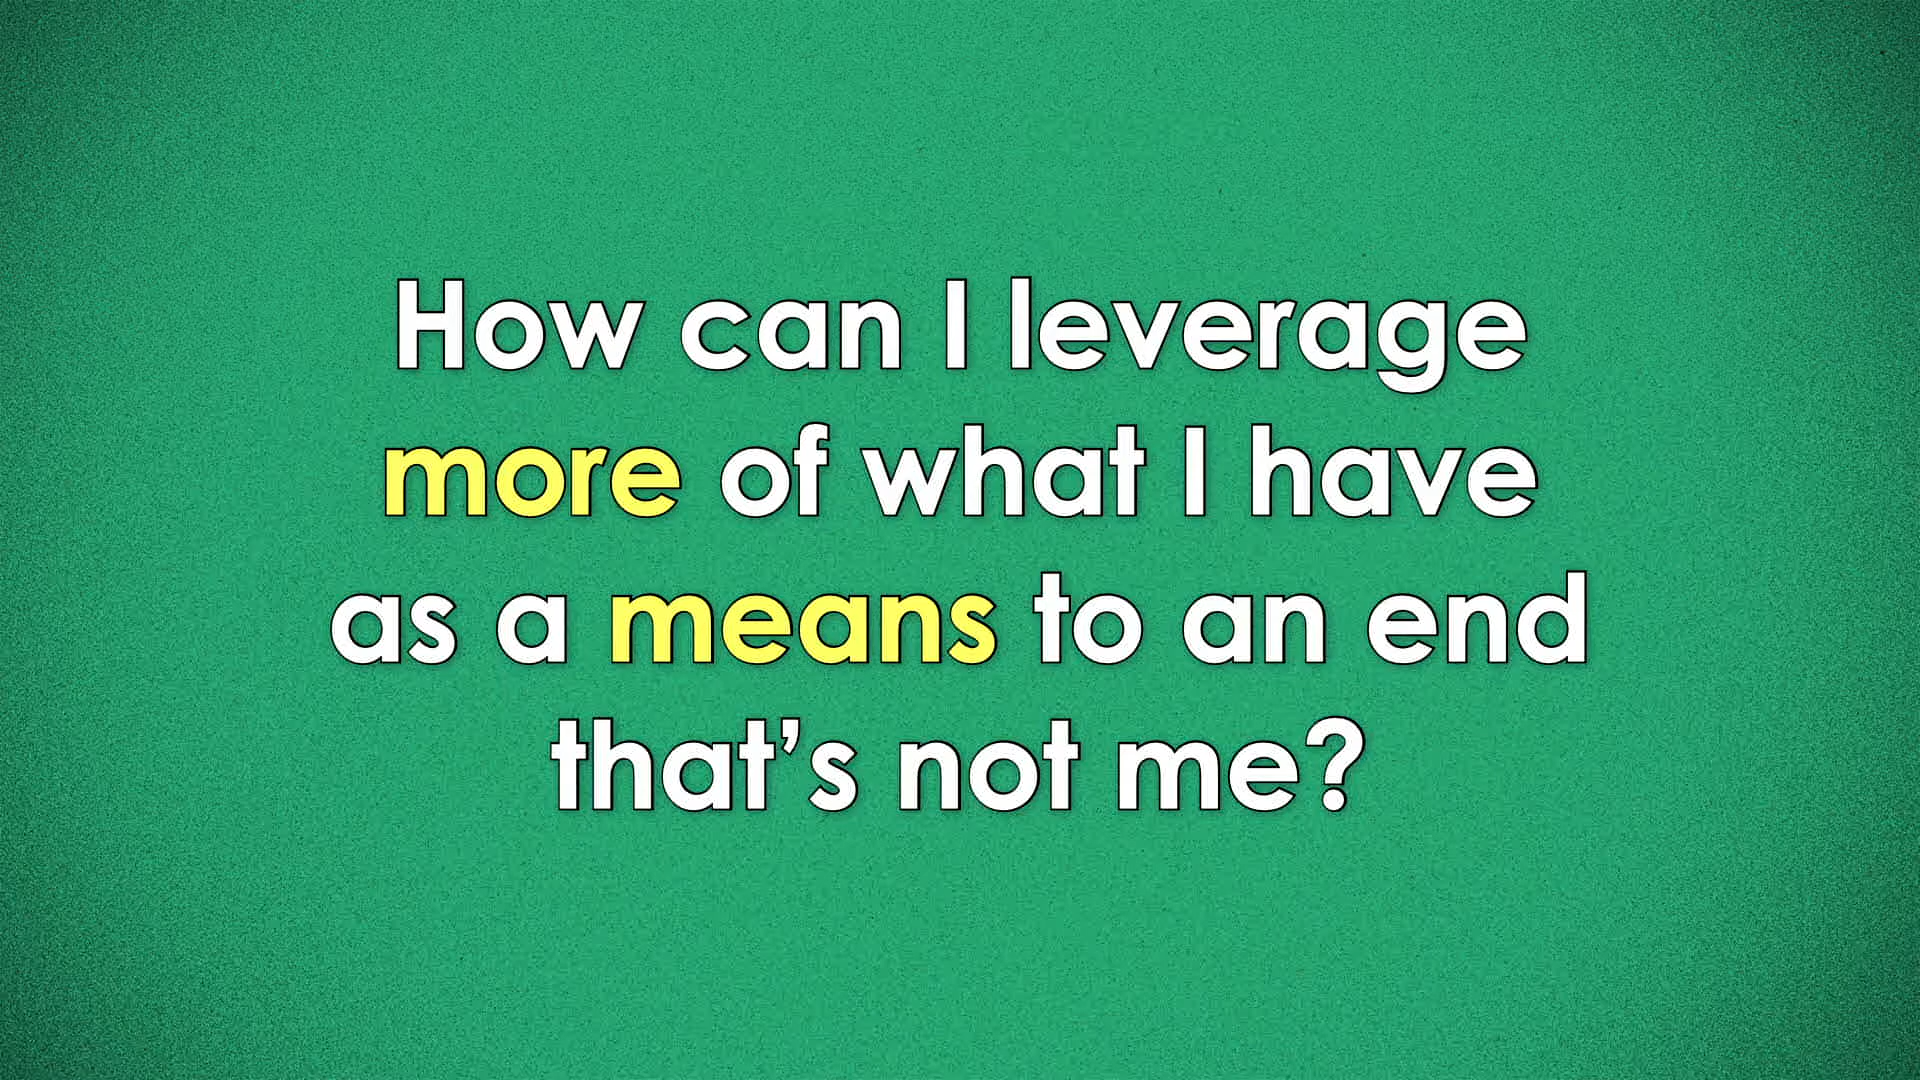 How can I leverage
more of what I have
as a means to an end
that’s not me?